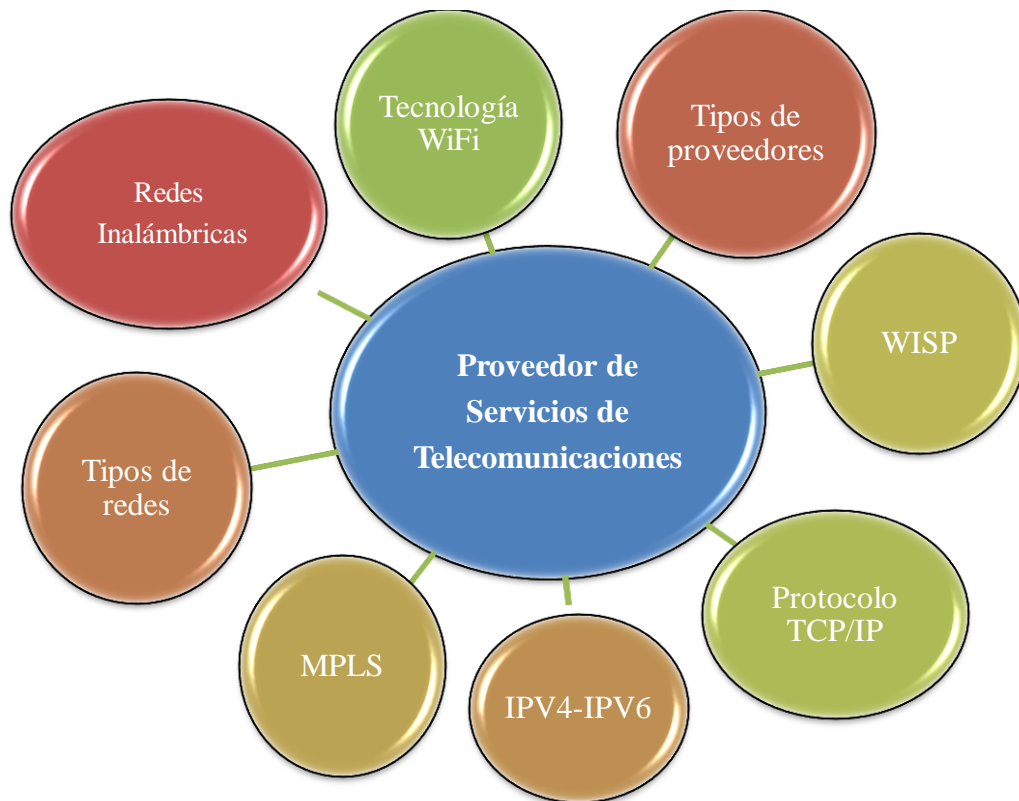 Tecnología
WiFi
Tipos de
proveedores
Redes
Inalámbricas
WISP
Proveedor de
Servicios de
Telecomunicaciones
Tipos de
redes
Protocolo
TCP/IP
MPLS
IPV4-IPV6